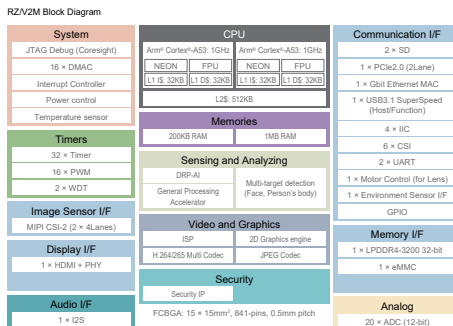 RZ/V2M Block Diagram
System
JTAG Debug (Coresight)
16 × DMAC
Interrupt Controller
Power control
Temperature sensor
Timers
32 × Timer
16 × PWM
2 × WDT
Image Sensor I/F
MIPI CSI-2 (2 × 4Lanes)
Display I/F
1 × HDMI + PHY
Audio I/F
1 × I2S
CPU
Arm® Cortex®-A53: 1GHz
Arm® Cortex®-A53: 1GHz
NEON
FPU
NEON
FPU
L1 I$: 32KB
L1 D$: 32KB
L1 I$: 32KB
L1 D$: 32KB
L2$: 512KB
Memories
200KB RAM
1MB RAM
Sensing and Analyzing
DRP-AI
General Processing
Accelerator
Multi-target detection
(Face, Person's body)
Video and Graphics
ISP
2D Graphics engine
H.264/265 Multi Codec
JPEG Codec
Security
Security IP
FCBGA: 15 × 15mm², 841-pins, 0.5mm pitch
Communication I/F
2 × SD
1 × PCIe2.0 (2Lane)
1 × Gbit Ethernet MAC
1 × USB3.1 SuperSpeed
(Host/Function)
4 × IIC
6 × CSI
2 × UART
1 × Motor Control (for Lens)
1 × Environment Sensor I/F
GPIO
Memory I/F
1 × LPDDR4-3200 32-bit
1 × eMMC
Analog
20 × ADC (12-bit)